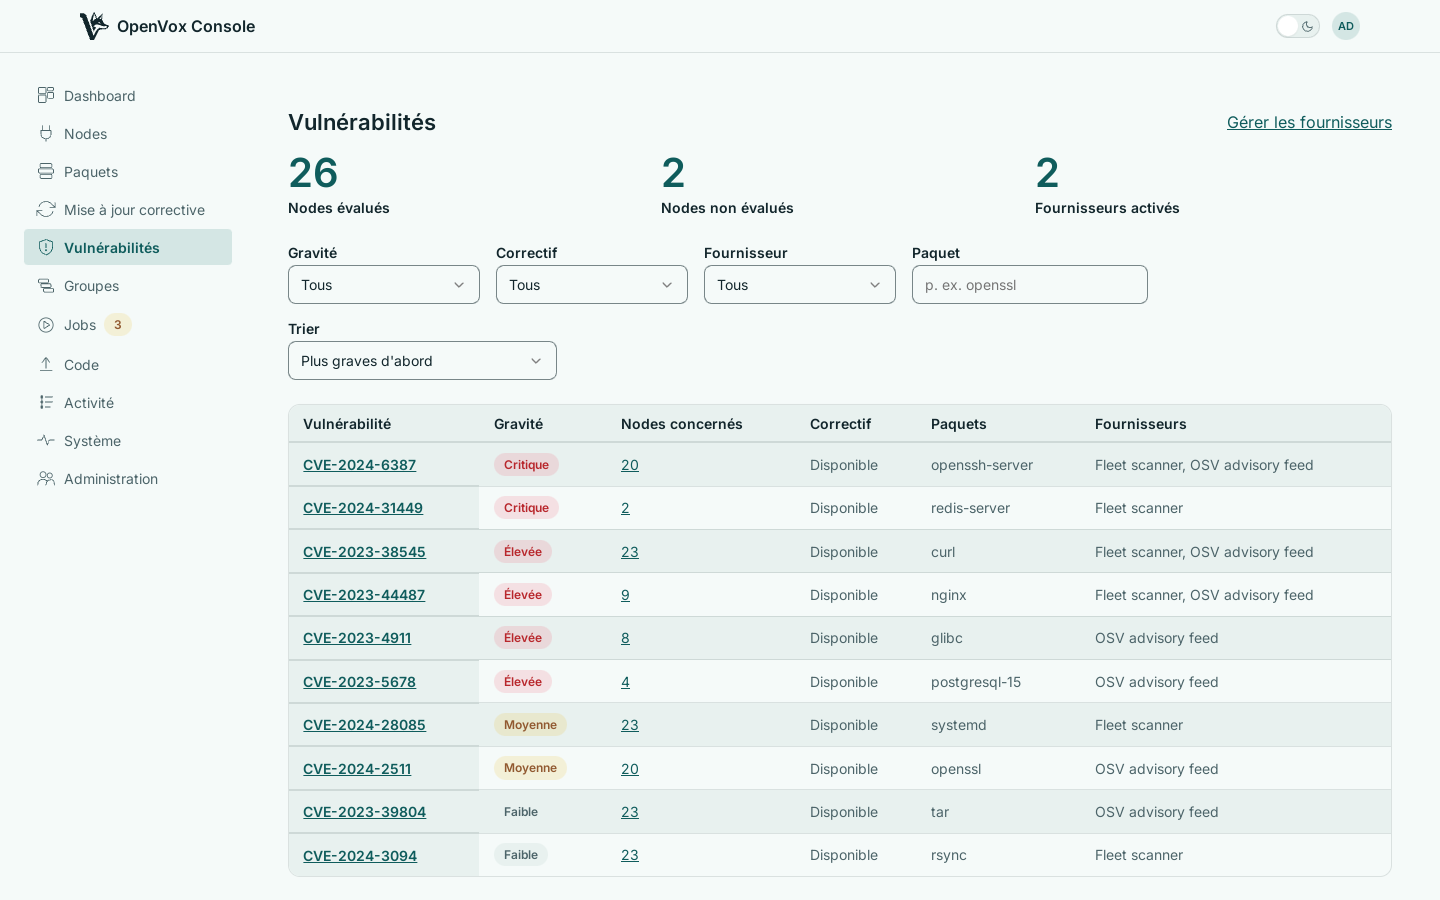 OpenVox Console
AD
Dashboard
Nodes
Paquets
Mise à jour corrective
Vulnérabilités
Groupes
Jobs 3
Code
Activité
Système
Administration
Vulnérabilités
Gérer les fournisseurs
26 2 2
Nodes évalués Nodes non évalués Fournisseurs activés
Gravité Correctif Fournisseur Paquet
Tous Tous Tous p. ex. openssl
Trier
Plus graves d'abord
Vulnérabilité Gravité Nodes concernés Correctif Paquets Fournisseurs
CVE-2024-6387 Critique 20 Disponible openssh-server Fleet scanner, OSV advisory feed
CVE-2024-31449 Critique 2 Disponible redis-server Fleet scanner
CVE-2023-38545 Élevée 23 Disponible curl Fleet scanner, OSV advisory feed
CVE-2023-44487 Élevée 9 Disponible nginx Fleet scanner, OSV advisory feed
CVE-2023-4911 Élevée 8 Disponible glibc OSV advisory feed
CVE-2023-5678 Élevée 4 Disponible postgresql-15 OSV advisory feed
CVE-2024-28085 Moyenne 23 Disponible systemd Fleet scanner
CVE-2024-2511 Moyenne 20 Disponible openssl OSV advisory feed
CVE-2023-39804 Faible 23 Disponible tar OSV advisory feed
CVE-2024-3094 Faible 23 Disponible rsync Fleet scanner